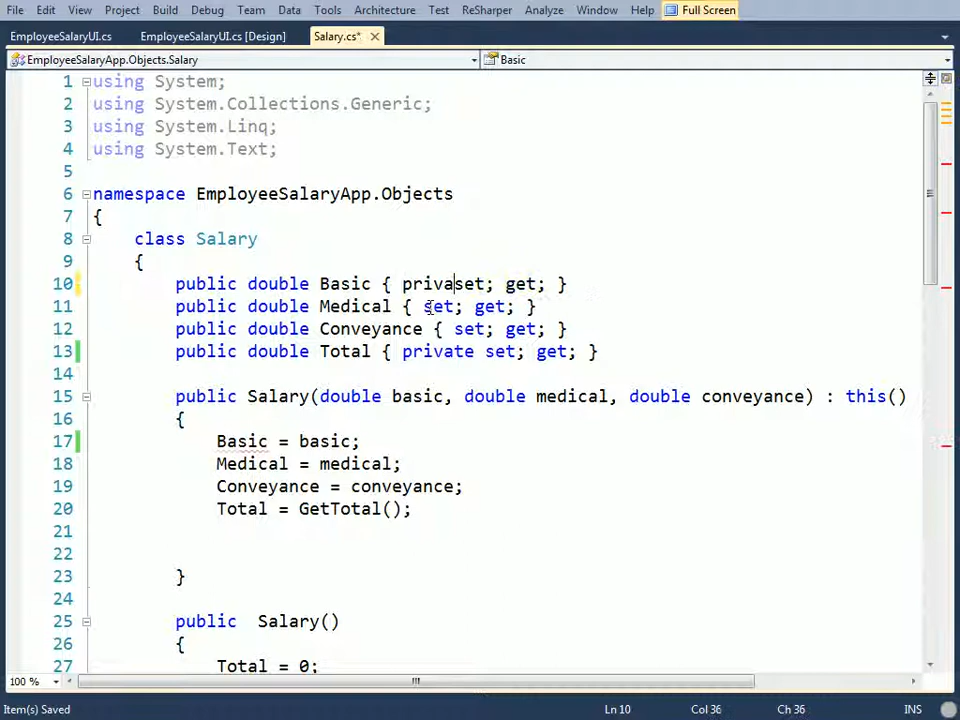 File Edit View Project Build Debug Team Data Tools Architecture Test ReSharper Analyze Window Help Full Screen
EmployeeSalaryUI.cs EmployeeSalaryUI.cs [Design] Salary.cs*
EmployeeSalaryApp.Objects.Salary Basic
1 using System;
2 using System.Collections.Generic;
3 using System.Linq;
4 using System.Text;
5
6 namespace EmployeeSalaryApp.Objects
7 {
8 class Salary
9 {
10 public double Basic { privaset; get; }
11 public double Medical { set; get; }
12 public double Conveyance { set; get; }
13 public double Total { private set; get; }
14
15 public Salary(double basic, double medical, double conveyance) : this()
16 {
17 Basic = basic;
18 Medical = medical;
19 Conveyance = conveyance;
20 Total = GetTotal();
21
22
23 }
24
25 public Salary()
26 {
27 Total = 0;
100 %
Item(s) Saved Ln 10 Col 36 Ch 36 INS